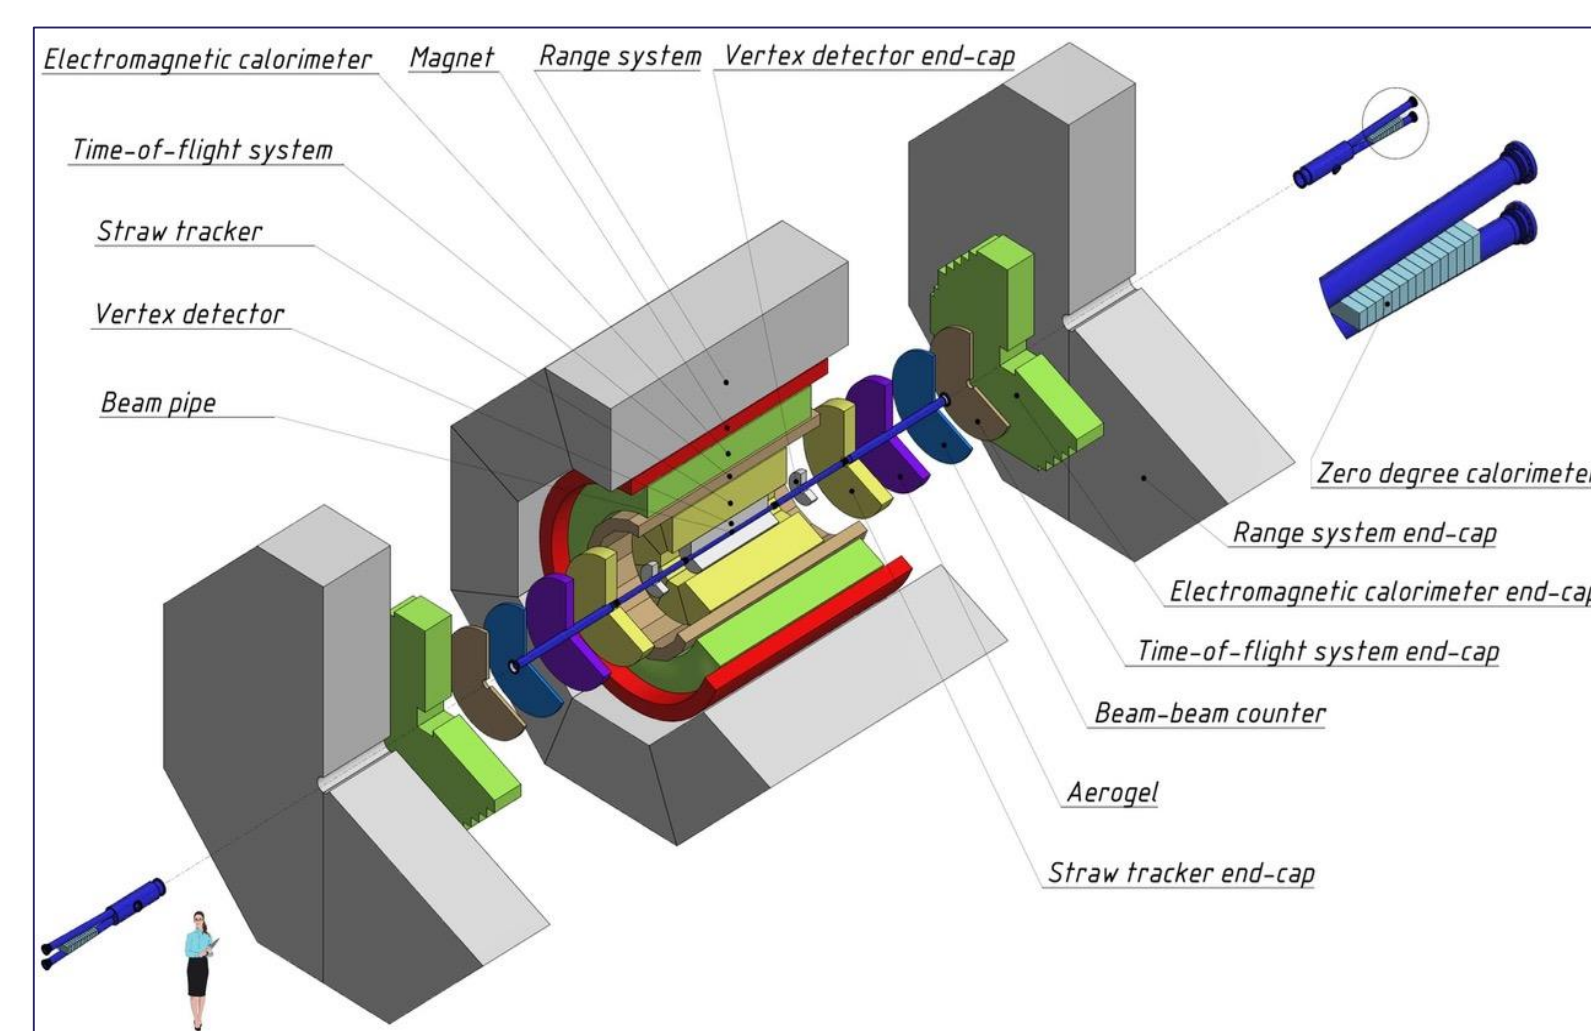 Electromagnetic calorimeter
Magnet
Range system
Vertex detector end-cap
Time-of-flight system
Straw tracker
Vertex detector
Beam pipe
Zero degree calorimeter
Range system end-cap
Electromagnetic calorimeter end-cap
Time-of-flight system end-cap
Beam-beam counter
Aerogel
Straw tracker end-cap